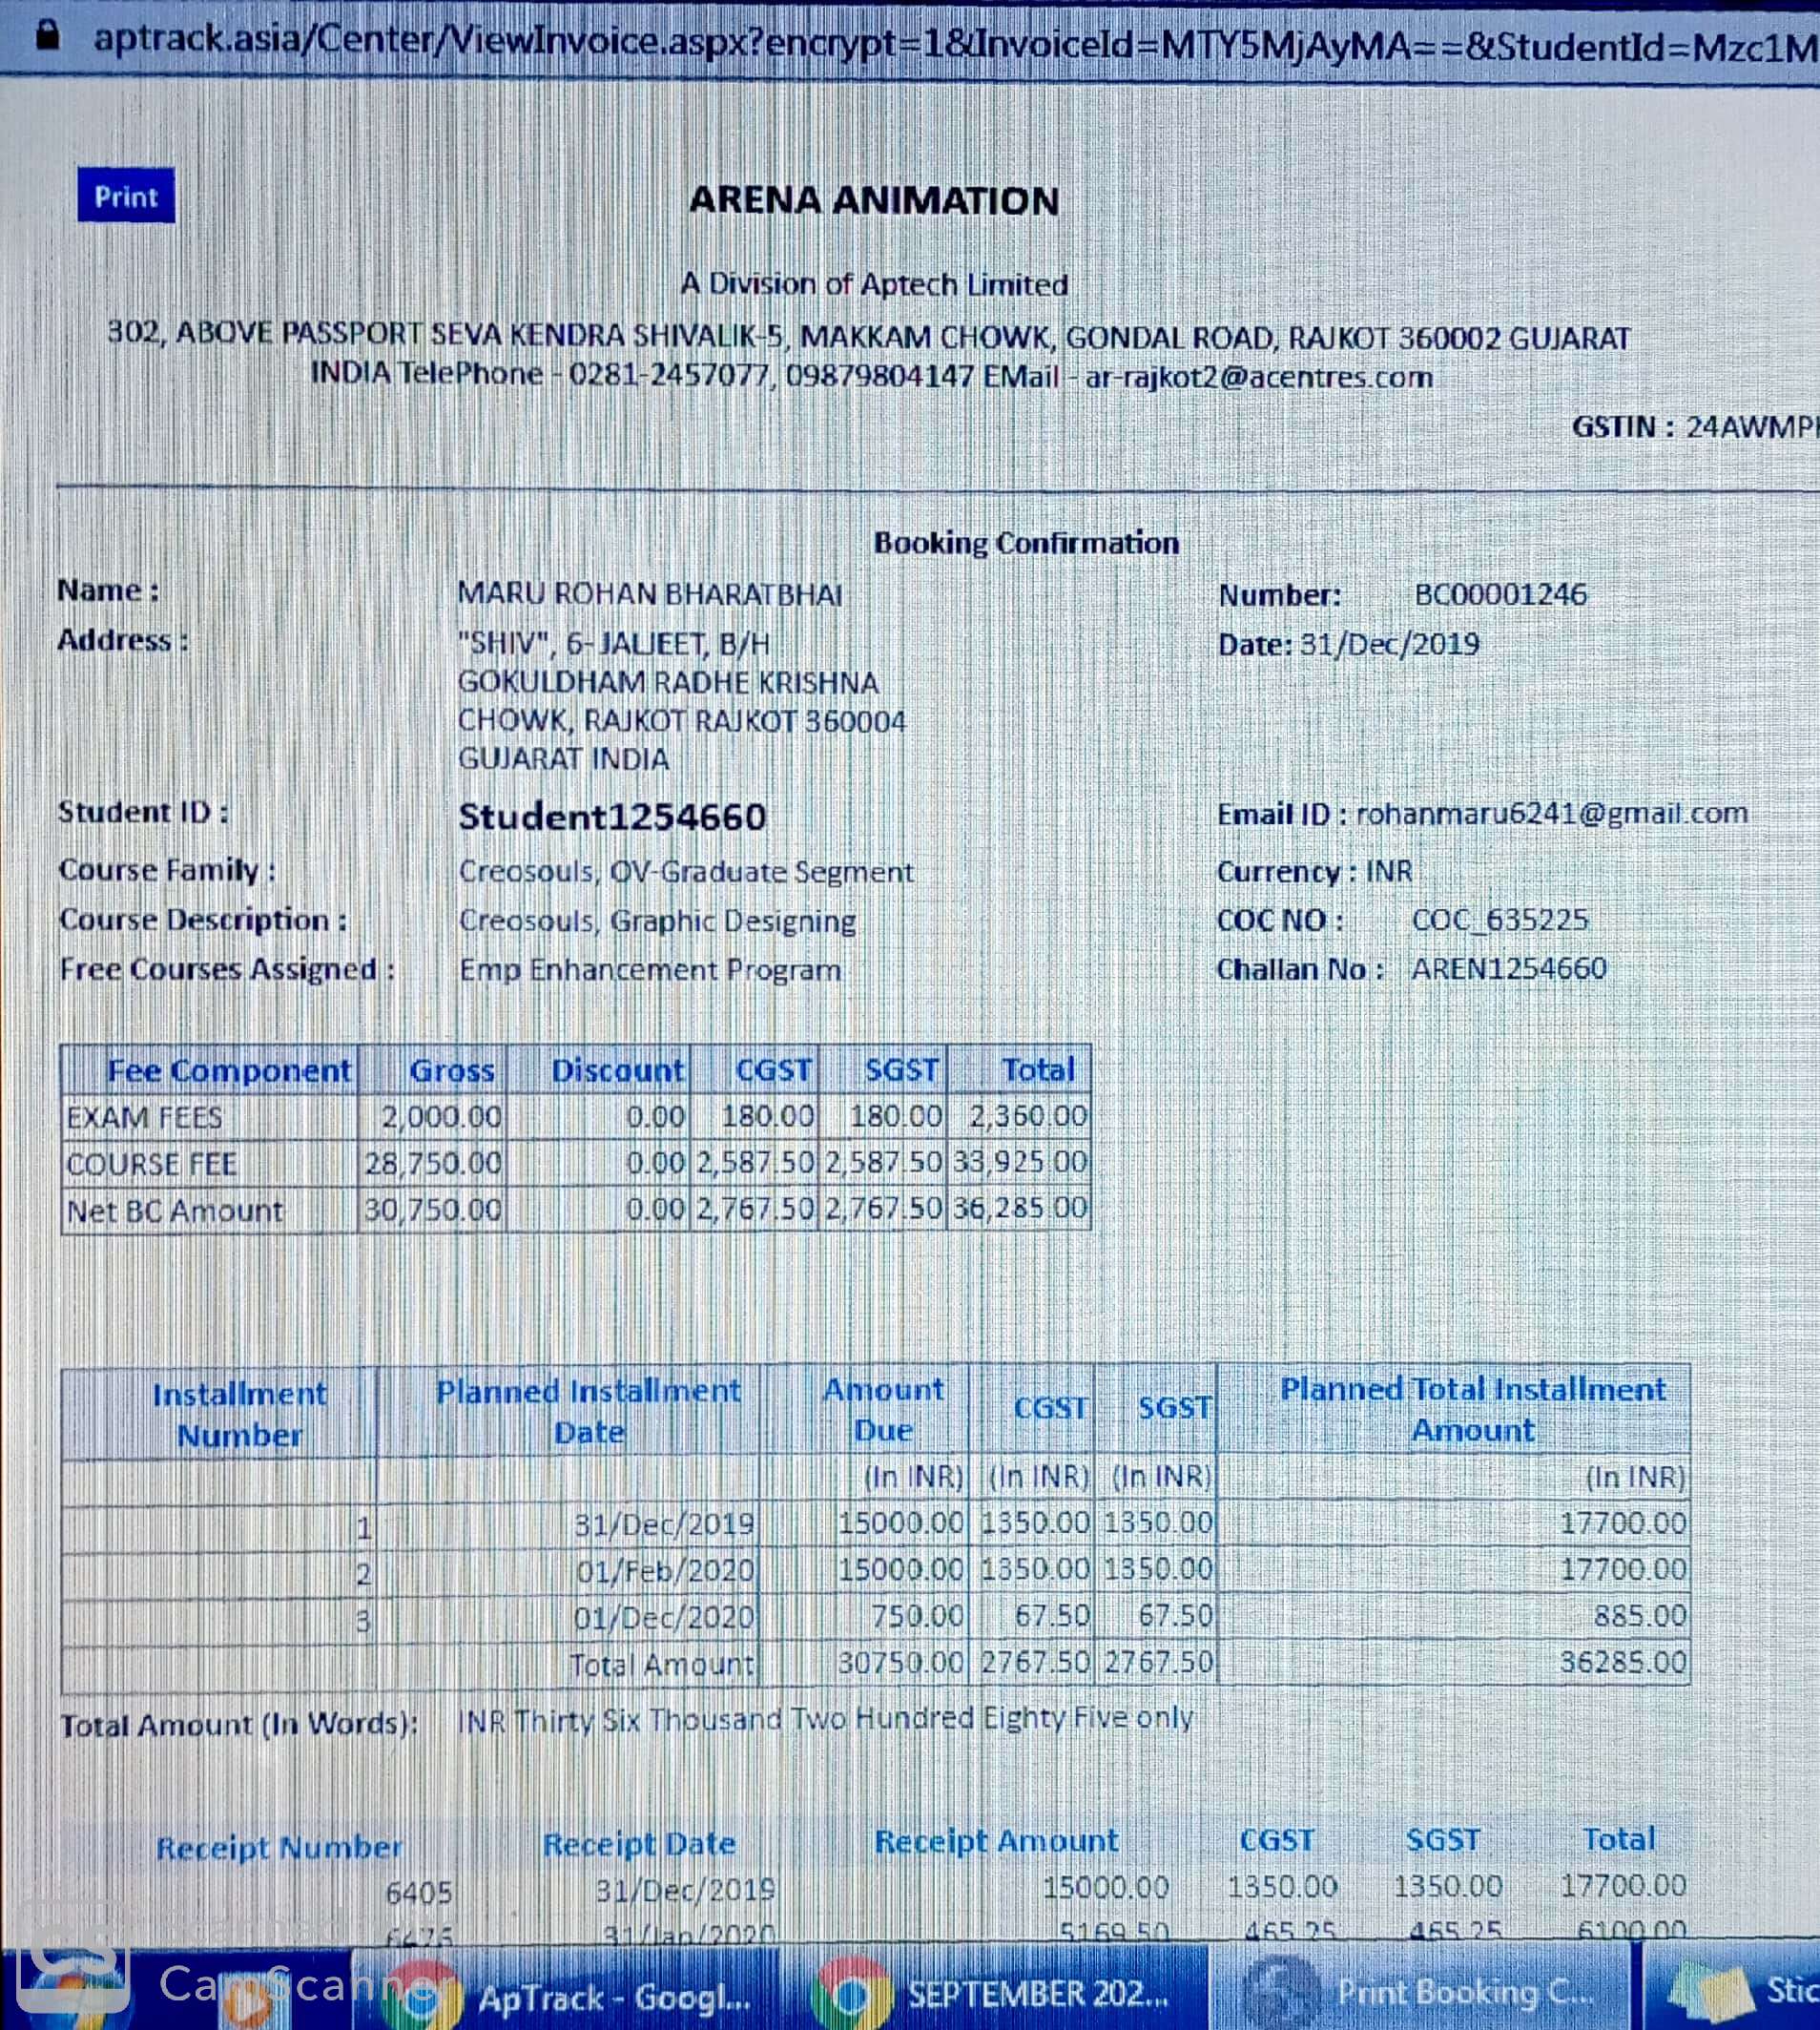 aptrack.asia/Center/ViewInvoice.aspx?encrypt=1&InvoiceId=MTY5MjAyMA==&StudentId=Mzc1M
Print
ARENA ANIMATION
A Division of Aptech Limited
302, ABOVE PASSPORT SEVA KENDRA SHIVALIK-5, MAKKAM CHOWK, GONDAL ROAD, RAJKOT 360002 GUJARAT
INDIA TelePhone - 0281-2457077, 09879804147 EMail - ar-rajkot2@acentres.com
GSTIN : 24AWMP
Booking Confirmation
Name : MARU ROHAN BHARATBHAI Number: BC00001246
Address : "SHIV", 6- JALJEET, B/H Date: 31/Dec/2019
GOKULDHAM RADHE KRISHNA
CHOWK, RAJKOT RAJKOT 360004
GUJARAT INDIA
Student ID : Student1254660 Email ID : rohanmaru6241@gmail.com
Course Family : Creosouls, OV-Graduate Segment Currency : INR
Course Description : Creosouls, Graphic Designing COC NO : COC_635225
Free Courses Assigned : Emp Enhancement Program Challan No : AREN1254660
Fee Component Gross Discount CGST SGST Total
EXAM FEES 2,000.00 0.00 180.00 180.00 2,360.00
COURSE FEE 28,750.00 0.00 2,587.50 2,587.50 33,925.00
Net BC Amount 30,750.00 0.00 2,767.50 2,767.50 36,285.00
Installment Planned Installment Amount CGST SGST Planned Total Installment
Number Date Due Amount
(In INR) (In INR) (In INR) (In INR)
1 31/Dec/2019 15000.00 1350.00 1350.00 17700.00
2 01/Feb/2020 15000.00 1350.00 1350.00 17700.00
3 01/Dec/2020 750.00 67.50 67.50 885.00
Total Amount 30750.00 2767.50 2767.50 36285.00
Total Amount (In Words): INR Thirty Six Thousand Two Hundred Eighty Five only
Receipt Number Receipt Date Receipt Amount CGST SGST Total
6405 31/Dec/2019 15000.00 1350.00 1350.00 17700.00
31/Jan/2020 5169.50 465.25 465.25 6100.00
CS CamScanner
ApTrack - Googl... SEPTEMBER 202... Print Booking C... Stic